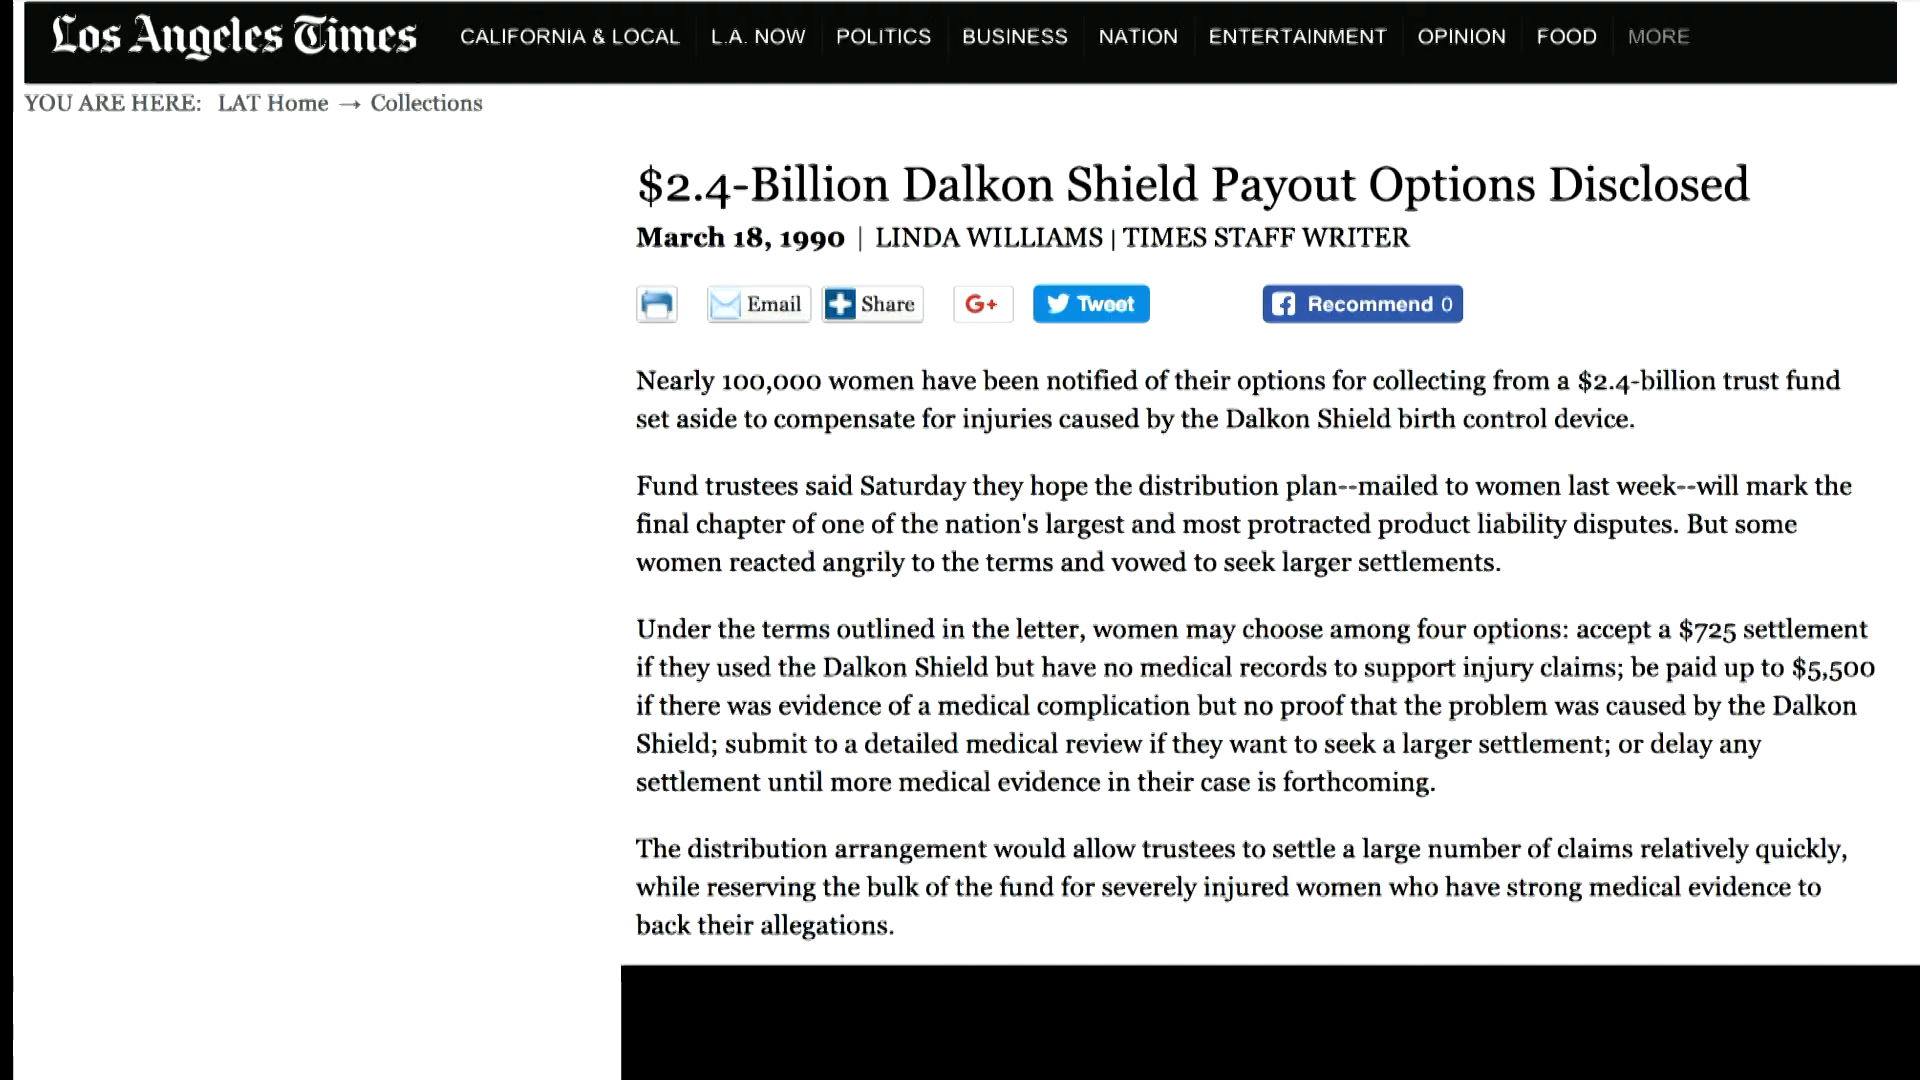 Los Angeles Times CALIFORNIA & LOCAL L.A. NOW POLITICS BUSINESS NATION ENTERTAINMENT OPINION FOOD MORE
YOU ARE HERE: LAT Home → Collections
$2.4-Billion Dalkon Shield Payout Options Disclosed
March 18, 1990 | LINDA WILLIAMS | TIMES STAFF WRITER
Email Share G+ Tweet Recommend 0
Nearly 100,000 women have been notified of their options for collecting from a $2.4-billion trust fund
set aside to compensate for injuries caused by the Dalkon Shield birth control device.
Fund trustees said Saturday they hope the distribution plan--mailed to women last week--will mark the
final chapter of one of the nation's largest and most protracted product liability disputes. But some
women reacted angrily to the terms and vowed to seek larger settlements.
Under the terms outlined in the letter, women may choose among four options: accept a $725 settlement
if they used the Dalkon Shield but have no medical records to support injury claims; be paid up to $5,500
if there was evidence of a medical complication but no proof that the problem was caused by the Dalkon
Shield; submit to a detailed medical review if they want to seek a larger settlement; or delay any
settlement until more medical evidence in their case is forthcoming.
The distribution arrangement would allow trustees to settle a large number of claims relatively quickly,
while reserving the bulk of the fund for severely injured women who have strong medical evidence to
back their allegations.